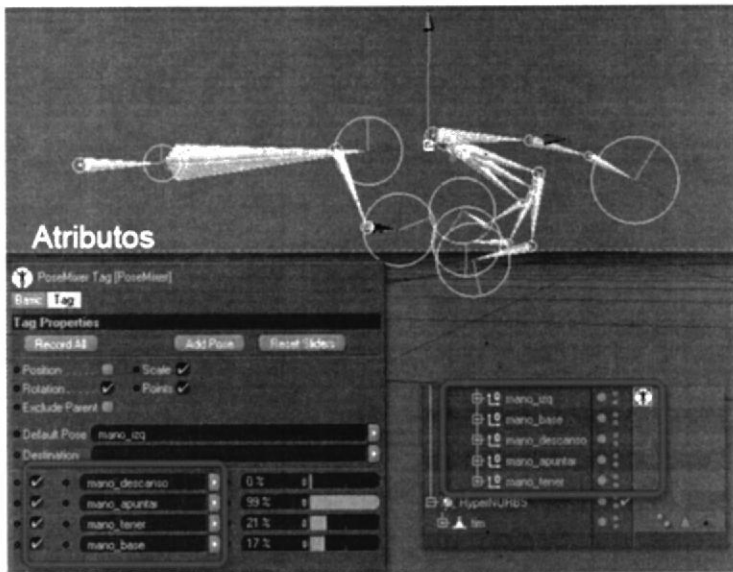 Atributos
PoseMixer Tag [PoseMixer]
Basic Tag
Tag Properties
Record All Add Pose Reset Sliders
Position Scale
Rotation Points
Exclude Parent
Default Pose mano_izq
Destination
mano_descanso 0 %
mano_apuntar 99 %
mano_tener 21 %
mano_base 17 %
mano_izq
mano_base
mano_descanso
mano_apuntar
mano_tener
HyperNURBS